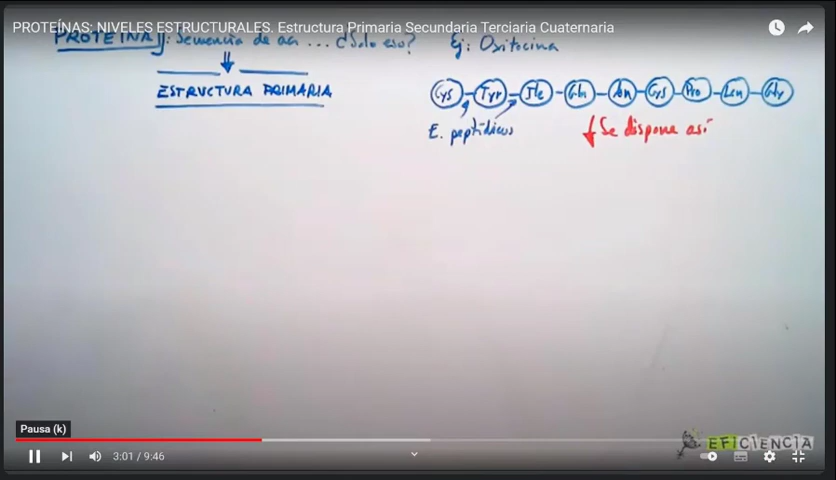 PROTEÍNAS: NIVELES ESTRUCTURALES. Estructura Primaria Secundaria Terciaria Cuaternaria
PROTEÍNA: Secuencia de aa ... ¿Solo eso?
Ej: Oxitocina
ESTRUCTURA PRIMARIA
Cys Tyr Ile Gln Asn Cys Pro Leu Gly
E. peptídicos
Se dispone así
Pausa (k)
EFICIENCIA
3:01 / 9:46